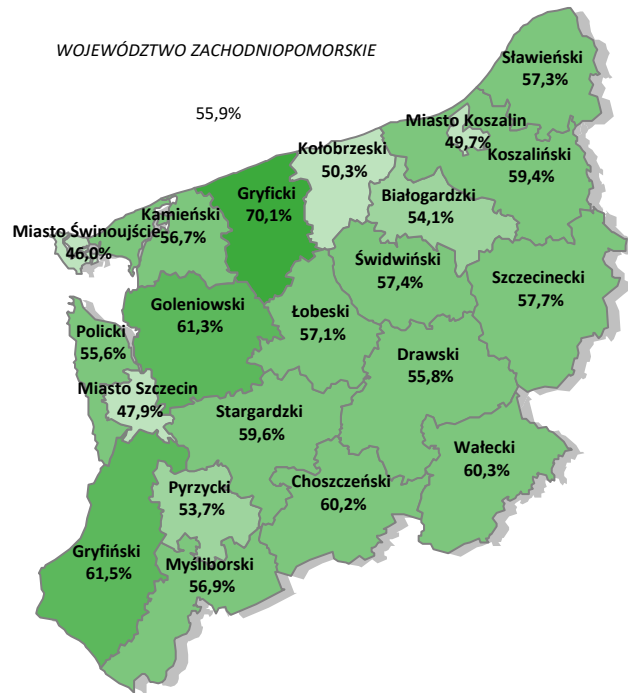 WOJEWÓDZTWO ZACHODNIOPOMORSKIE
55,9%
Sławieński
57,3%
Miasto Koszalin
49,7%
Koszaliński
59,4%
Kołobrzeski
50,3%
Białogardzki
54,1%
Gryficki
70,1%
Kamieński
56,7%
Miasto Świnoujście
46,0%
Świdwiński
57,4%
Szczecinecki
57,7%
Goleniowski
61,3%
Łobeski
57,1%
Policki
55,6%
Drawski
55,8%
Miasto Szczecin
47,9%
Stargardzki
59,6%
Wałecki
60,3%
Choszczeński
60,2%
Pyrzycki
53,7%
Gryfiński
61,5%
Myśliborski
56,9%